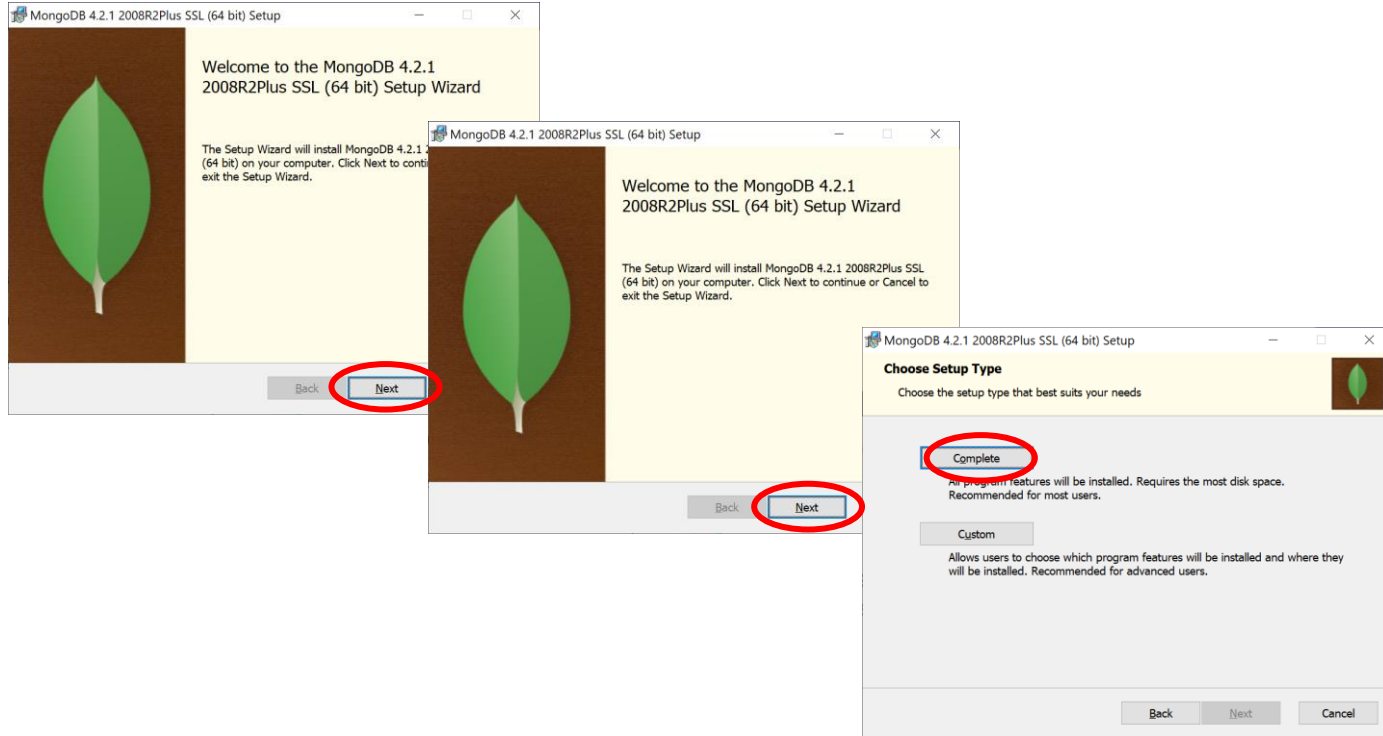 MongoDB 4.2.1 2008R2Plus SSL (64 bit) Setup
Welcome to the MongoDB 4.2.1
2008R2Plus SSL (64 bit) Setup Wizard
The Setup Wizard will install MongoDB 4.2.1
(64 bit) on your computer. Click Next to conti
exit the Setup Wizard.
Back Next
MongoDB 4.2.1 2008R2Plus SSL (64 bit) Setup
Welcome to the MongoDB 4.2.1
2008R2Plus SSL (64 bit) Setup Wizard
The Setup Wizard will install MongoDB 4.2.1 2008R2Plus SSL
(64 bit) on your computer. Click Next to continue or Cancel to
exit the Setup Wizard.
Back Next
MongoDB 4.2.1 2008R2Plus SSL (64 bit) Setup
Choose Setup Type
Choose the setup type that best suits your needs
Complete
All program features will be installed. Requires the most disk space.
Recommended for most users.
Custom
Allows users to choose which program features will be installed and where they
will be installed. Recommended for advanced users.
Back Next Cancel